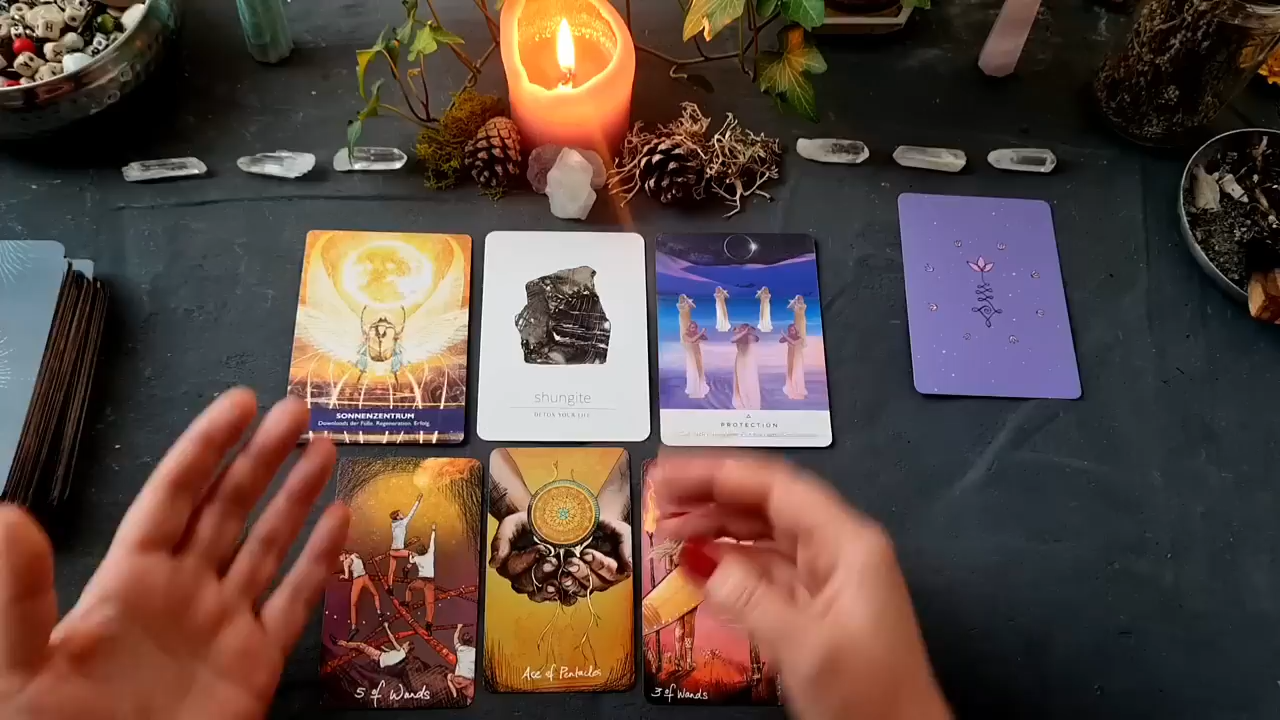 SONNENZENTRUM
Downloads der Fülle. Regeneration. Erfolg.
shungite
DETOX YOUR LIFE
PROTECTION
5 of Wands
Ace of Pentacles
3 of Wands